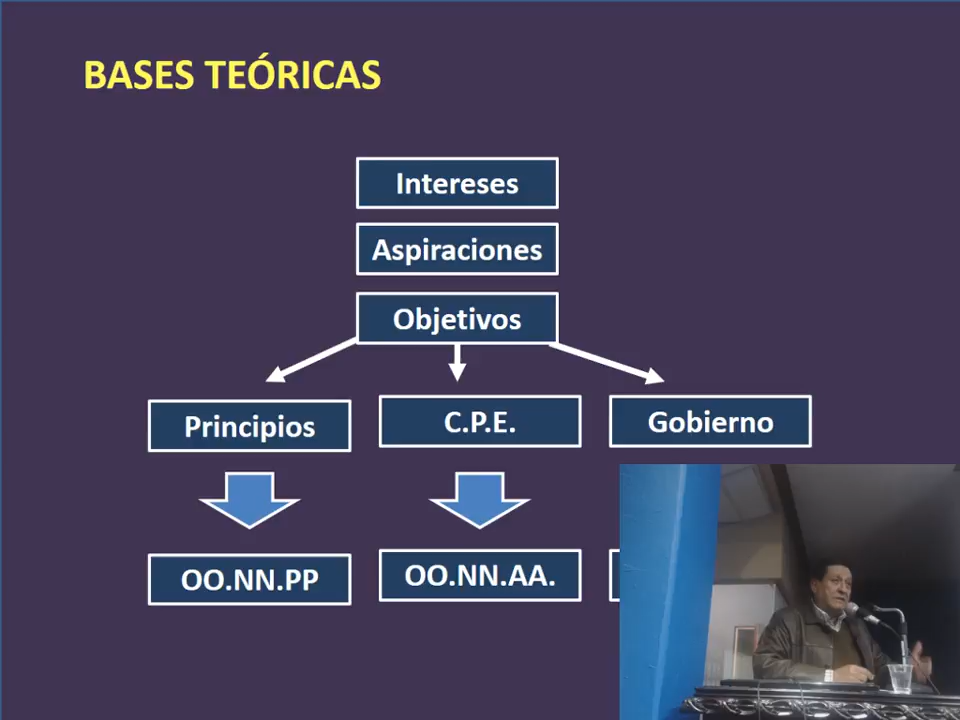 BASES TEÓRICAS
Intereses
Aspiraciones
Objetivos
Principios
C.P.E.
Gobierno
OO.NN.PP
OO.NN.AA.